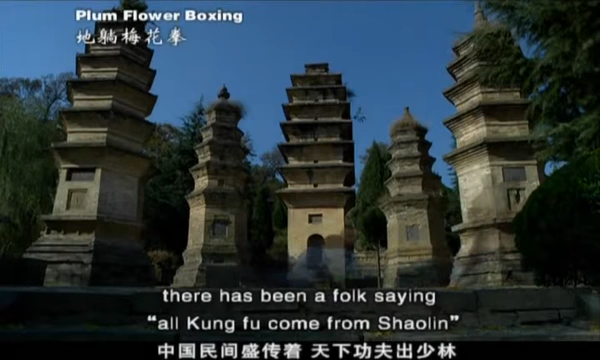 Plum Flower Boxing
地躺梅花拳
there has been a folk saying
“all Kung fu come from Shaolin”
中国民间盛传着 天下功夫出少林